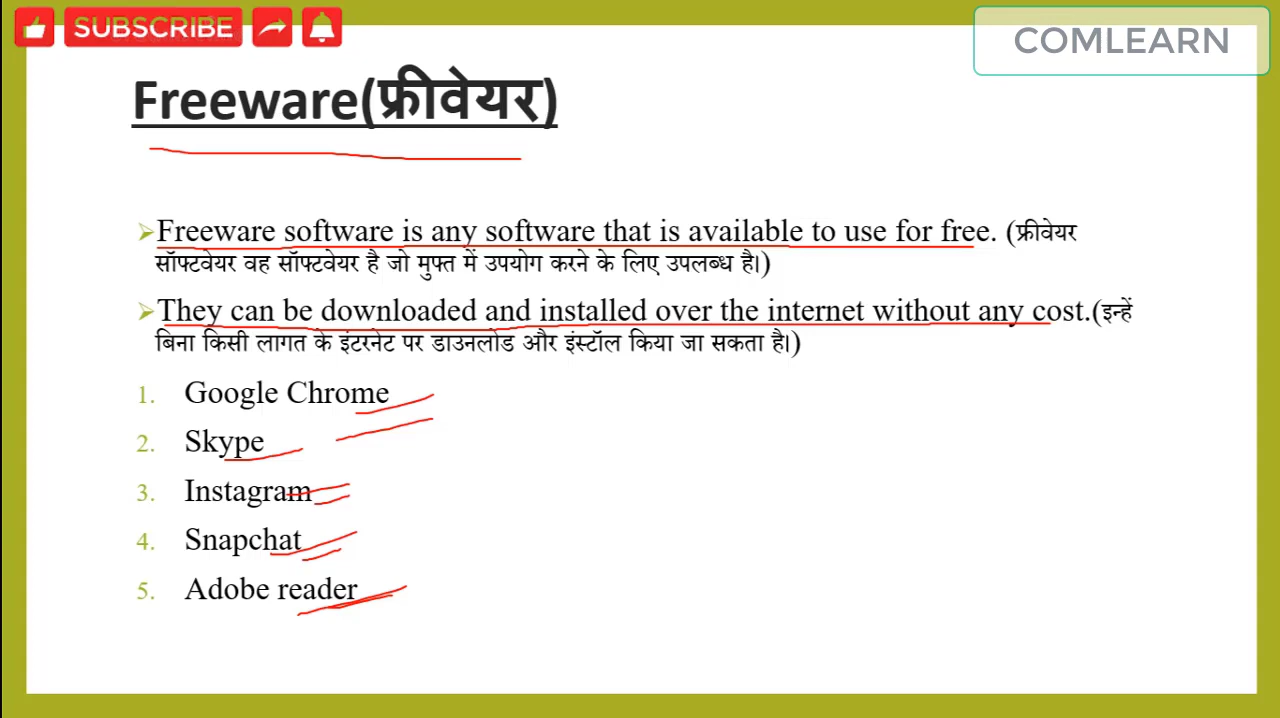 SUBSCRIBE
COMLEARN
Freeware(फ्रीवेयर)
➢Freeware software is any software that is available to use for free. (फ्रीवेयर
सॉफ्टवेयर वह सॉफ्टवेयर है जो मुफ्त में उपयोग करने के लिए उपलब्ध है।)
➢They can be downloaded and installed over the internet without any cost.(इन्हें
बिना किसी लागत के इंटरनेट पर डाउनलोड और इंस्टॉल किया जा सकता है।)
1. Google Chrome
2. Skype
3. Instagram
4. Snapchat
5. Adobe reader